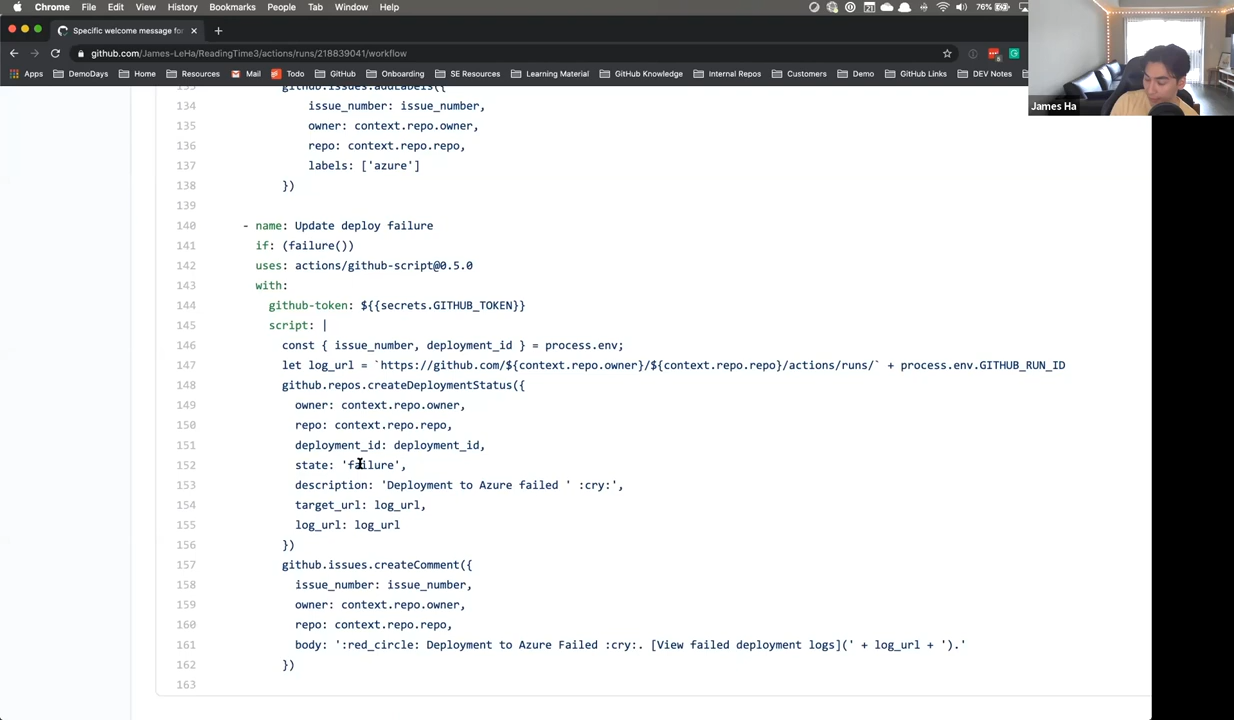 Chrome File Edit View History Bookmarks People Tab Window Help 76%
Specific welcome message for
github.com/James-LeHa/ReadingTime3/actions/runs/218839041/workflow
Apps DemoDays Home Resources Mail Todo GitHub Onboarding SE Resources Learning Material GitHub Knowledge Internal Repos Customers Demo GitHub Links DEV Notes
James Ha
133 github.issues.addLabels({
134 issue_number: issue_number,
135 owner: context.repo.owner,
136 repo: context.repo.repo,
137 labels: ['azure']
138 })
139
140 - name: Update deploy failure
141 if: (failure())
142 uses: actions/github-script@0.5.0
143 with:
144 github-token: ${{secrets.GITHUB_TOKEN}}
145 script: |
146 const { issue_number, deployment_id } = process.env;
147 let log_url = `https://github.com/${context.repo.owner}/${context.repo.repo}/actions/runs/` + process.env.GITHUB_RUN_ID
148 github.repos.createDeploymentStatus({
149 owner: context.repo.owner,
150 repo: context.repo.repo,
151 deployment_id: deployment_id,
152 state: 'failure',
153 description: 'Deployment to Azure failed ' :cry:',
154 target_url: log_url,
155 log_url: log_url
156 })
157 github.issues.createComment({
158 issue_number: issue_number,
159 owner: context.repo.owner,
160 repo: context.repo.repo,
161 body: ':red_circle: Deployment to Azure Failed :cry:. [View failed deployment logs](' + log_url + ').'
162 })
163